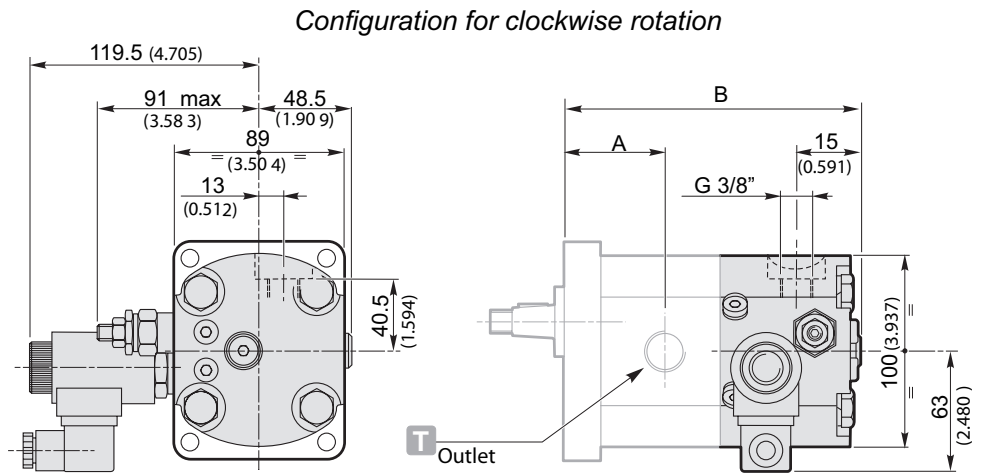 Configuration for clockwise rotation
119.5 (4.705)
91 max
(3.58 3)
48.5
(1.90 9)
89
= (3.50 4) =
13
(0.512)
40.5
(1.594)
B
A
15
(0.591)
G 3/8”
100 (3.937)
= =
63
(2.480 )
T
Outlet